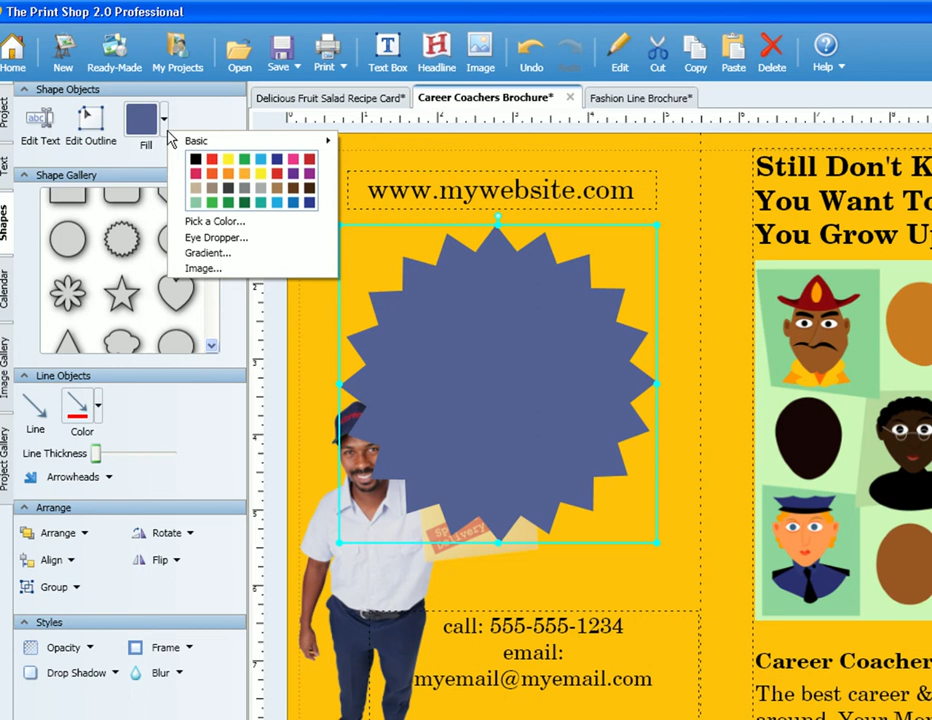 The Print Shop 2.0 Professional
Home New Ready-Made My Projects Open Save Print Text Box Headline Image Undo Edit Cut Copy Paste Delete Help
Shape Objects
Delicious Fruit Salad Recipe Card*
Career Coachers Brochure*
Fashion Line Brochure*
Edit Text Edit Outline Fill
Basic
Pick a Color...
Eye Dropper...
Gradient...
Image...
Project
Text
Shapes
Calendar
Image Gallery
Project Gallery
Shape Gallery
Line Objects
Line Color
Line Thickness
Arrowheads
Arrange
Arrange Rotate
Align Flip
Group
Styles
Opacity Frame
Drop Shadow Blur
www.mywebsite.com
Delivery
call: 555-555-1234
email:
myemail@myemail.com
Still Don't K
You Want To
You Grow Up
Career Coacher
The best career &